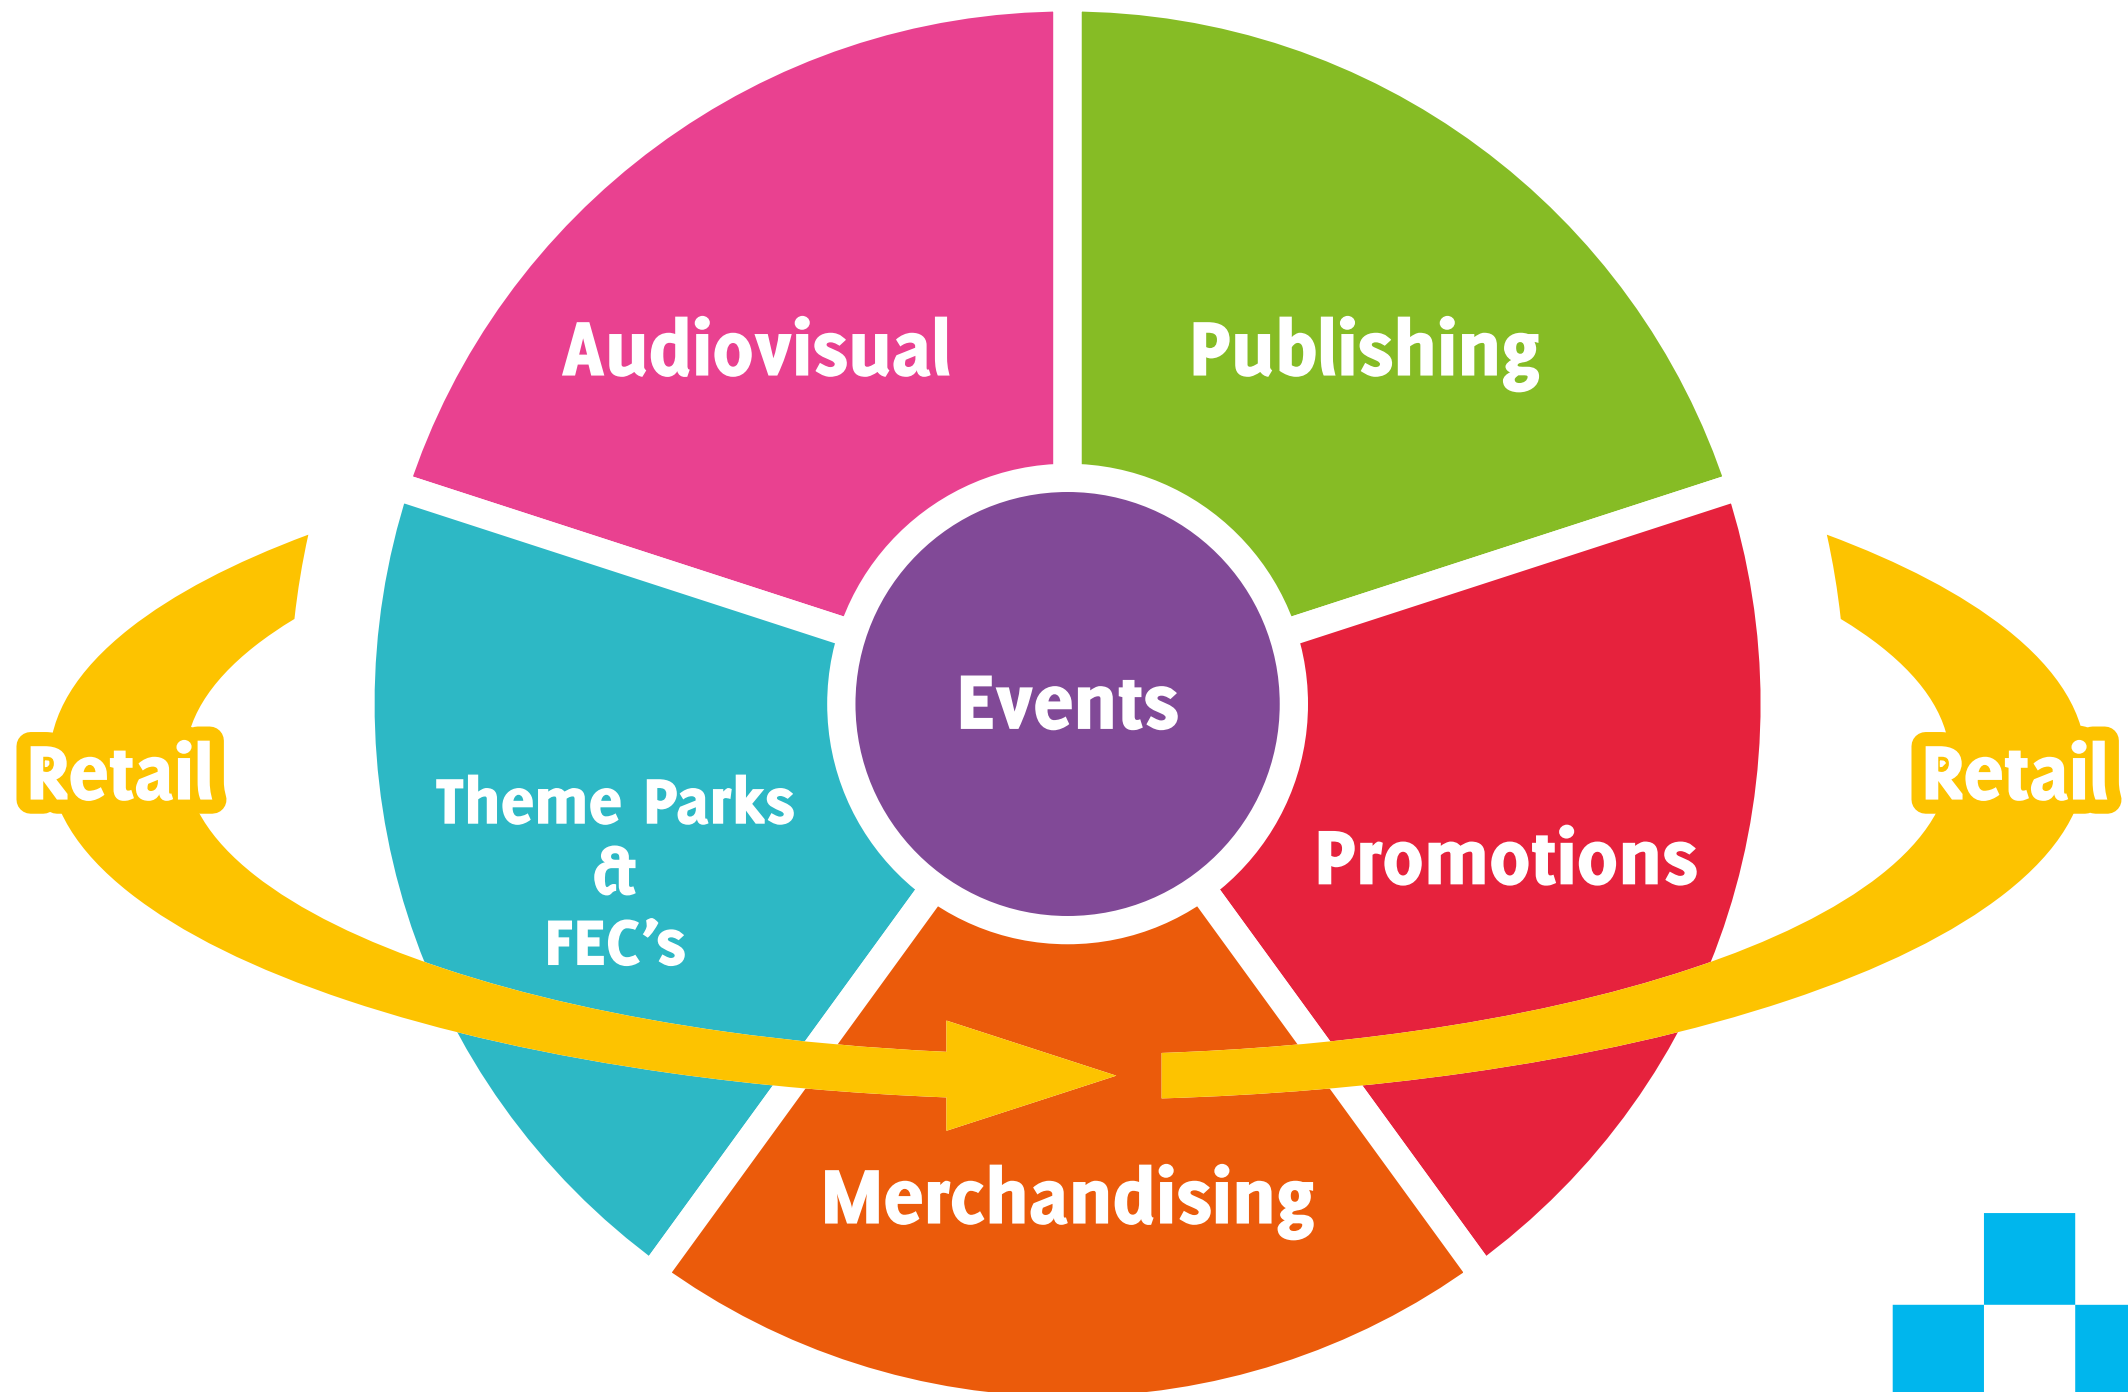 Audiovisual
Publishing
Events
Retail
Retail
Theme Parks
&
FEC’s
Promotions
Merchandising